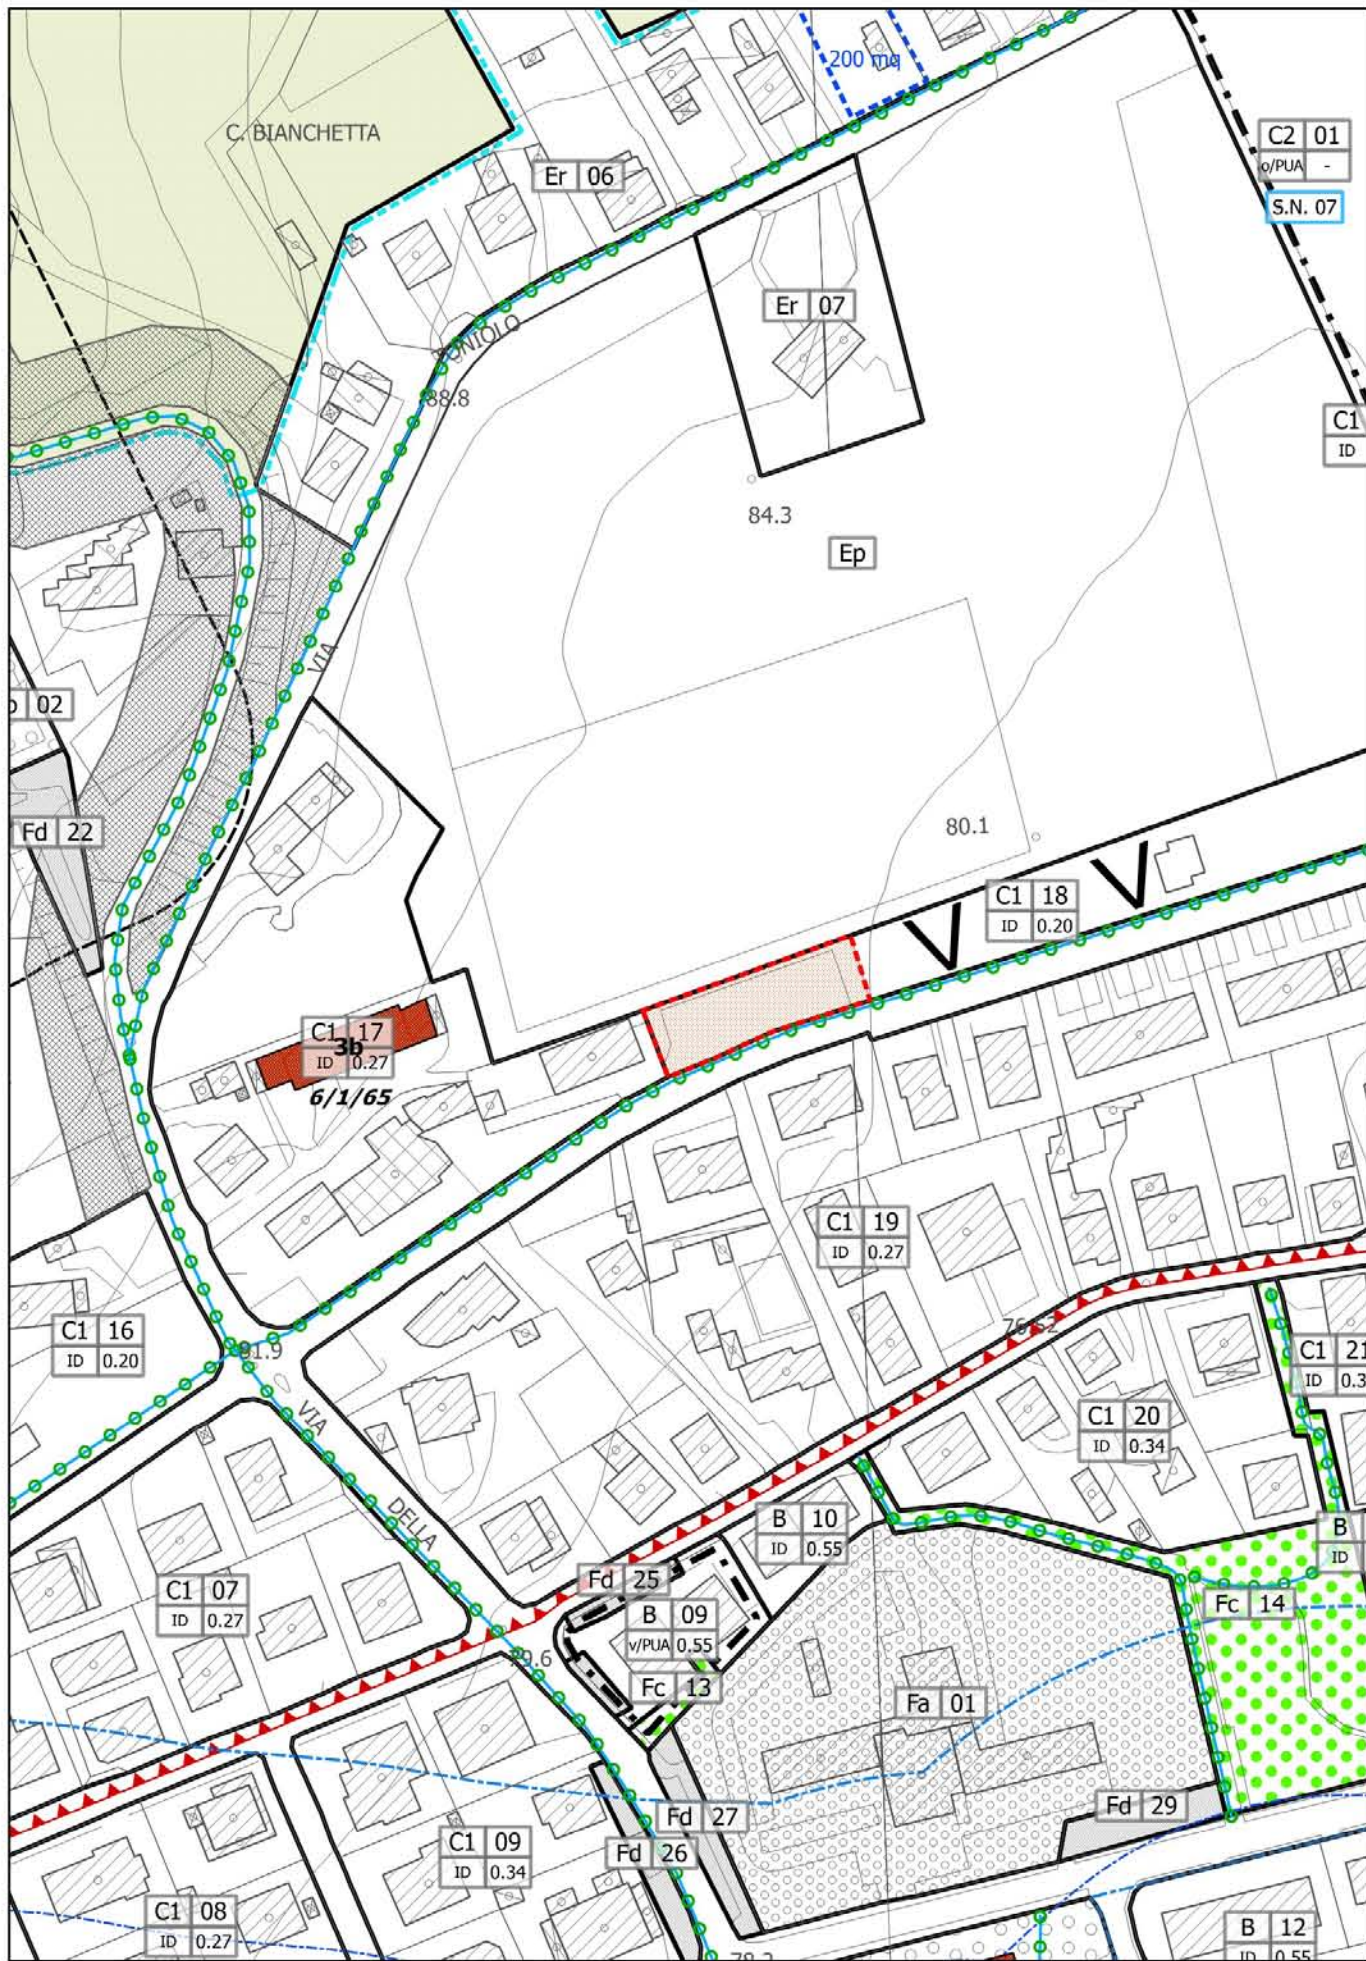 200 mq
C. BIANCHETTA
C2 01
o/PUA -
S.N. 07
Er 06
Er 07
88.8
C1
ID
84.3
Ep
VIA
02
Fd 22
80.1
C1 18
ID 0.20
V
V
C1 17
3b
ID 0.27
6/1/65
C1 19
ID 0.27
C1 16
ID 0.20
81.9
C1 21
ID 0.3
VIA
C1 20
ID 0.34
DELLA
B 10
ID 0.55
B
ID
C1 07
ID 0.27
Fd 25
B 09
v/PUA 0.55
Fc 14
79.6
Fc 13
Fa 01
Fd 29
Fd 27
C1 09
ID 0.34
Fd 26
C1 08
ID 0.27
B 12
ID 0.55